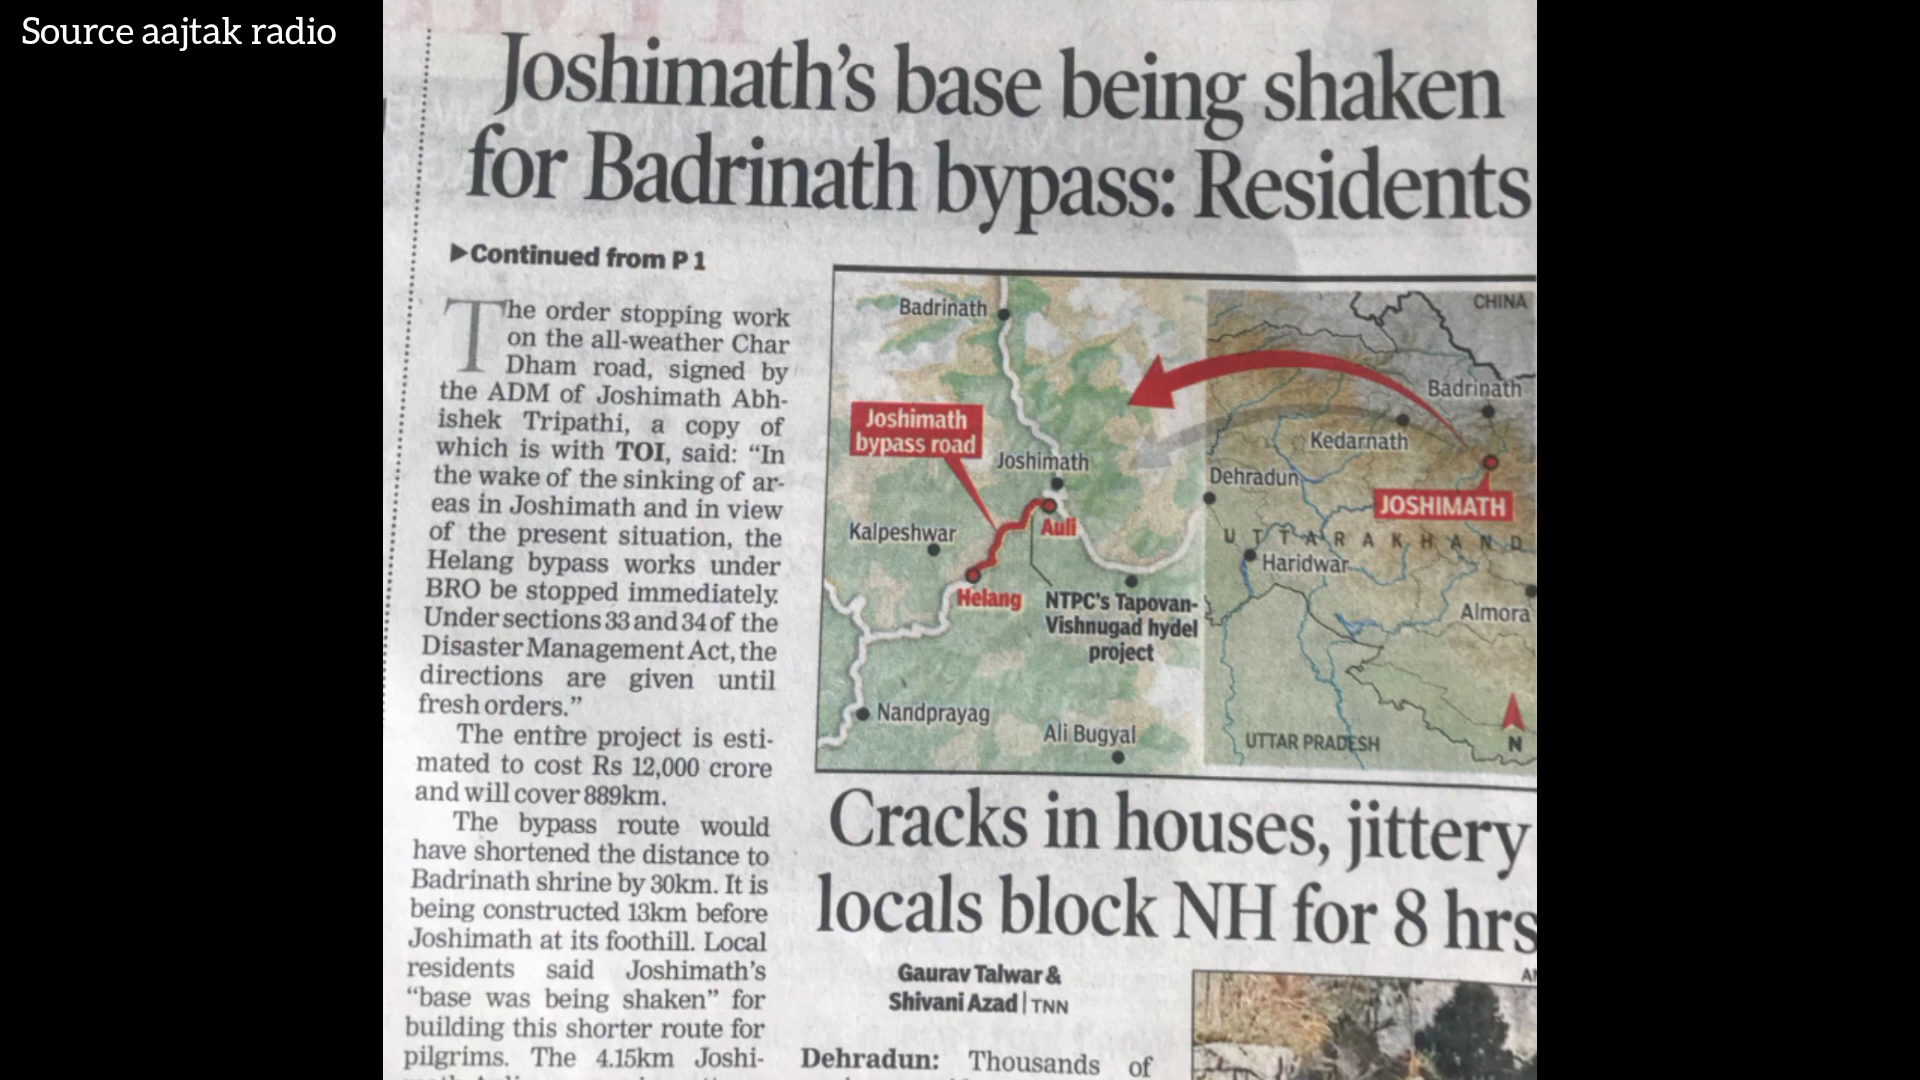 Source aajtak radio
Joshimath's base being shaken
for Badrinath bypass: Residents
▶Continued from P 1
The order stopping work
on the all-weather Char
Dham road, signed by
the ADM of Joshimath Abh-
ishek Tripathi, a copy of
which is with TOI, said: “In
the wake of the sinking of ar-
eas in Joshimath and in view
of the present situation, the
Helang bypass works under
BRO be stopped immediately.
Under sections 33 and 34 of the
Disaster Management Act, the
directions are given until
fresh orders.”
The entire project is esti-
mated to cost Rs 12,000 crore
and will cover 889km.
The bypass route would
have shortened the distance to
Badrinath shrine by 30km. It is
being constructed 13km before
Joshimath at its foothill. Local
residents said Joshimath's
“base was being shaken” for
building this shorter route for
pilgrims. The 4.15km Joshi-
Badrinath
Joshimath
bypass road
Joshimath
Auli
Kalpeshwar
Helang
NTPC's Tapovan-
Vishnugad hydel
project
Nandprayag
Ali Bugyal
CHINA
Badrinath
Kedarnath
Dehradun
JOSHIMATH
UTTARAKHAND
Haridwar
Almora
UTTAR PRADESH
N
Cracks in houses, jittery
locals block NH for 8 hrs
Gaurav Talwar &
Shivani Azad | TNN
Dehradun: Thousands of